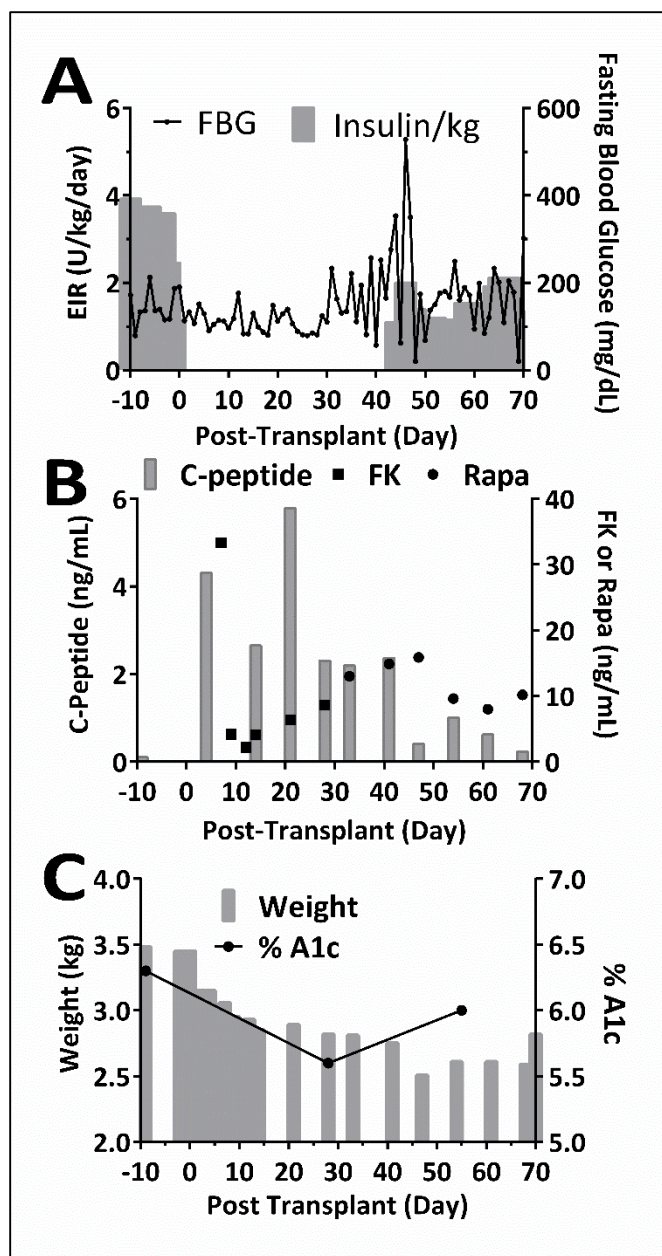 A
FBG Insulin/kg
EIR (U/kg/day)
6
4
2
0
Fasting Blood Glucose (mg/dL)
600
400
200
0
-10 0 10 20 30 40 50 60 70
Post-Transplant (Day)
B
C-peptide FK Rapa
C-Peptide (ng/mL)
6
4
2
0
FK or Rapa (ng/mL)
40
30
20
10
0
-10 0 10 20 30 40 50 60 70
Post-Transplant (Day)
C
Weight
% A1c
Weight (kg)
4.0
3.5
3.0
2.5
2.0
% A1c
7.0
6.5
6.0
5.5
5.0
-10 0 10 20 30 40 50 60 70
Post Transplant (Day)